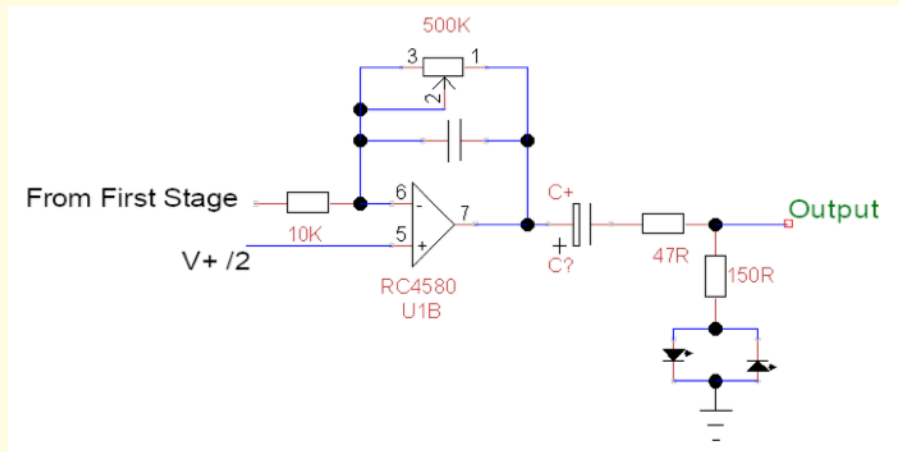 500K
3
1
2
From First Stage
6
-
7
C+
Output
10K
5
+
+
47R
V+ /2
C?
150R
RC4580
U1B